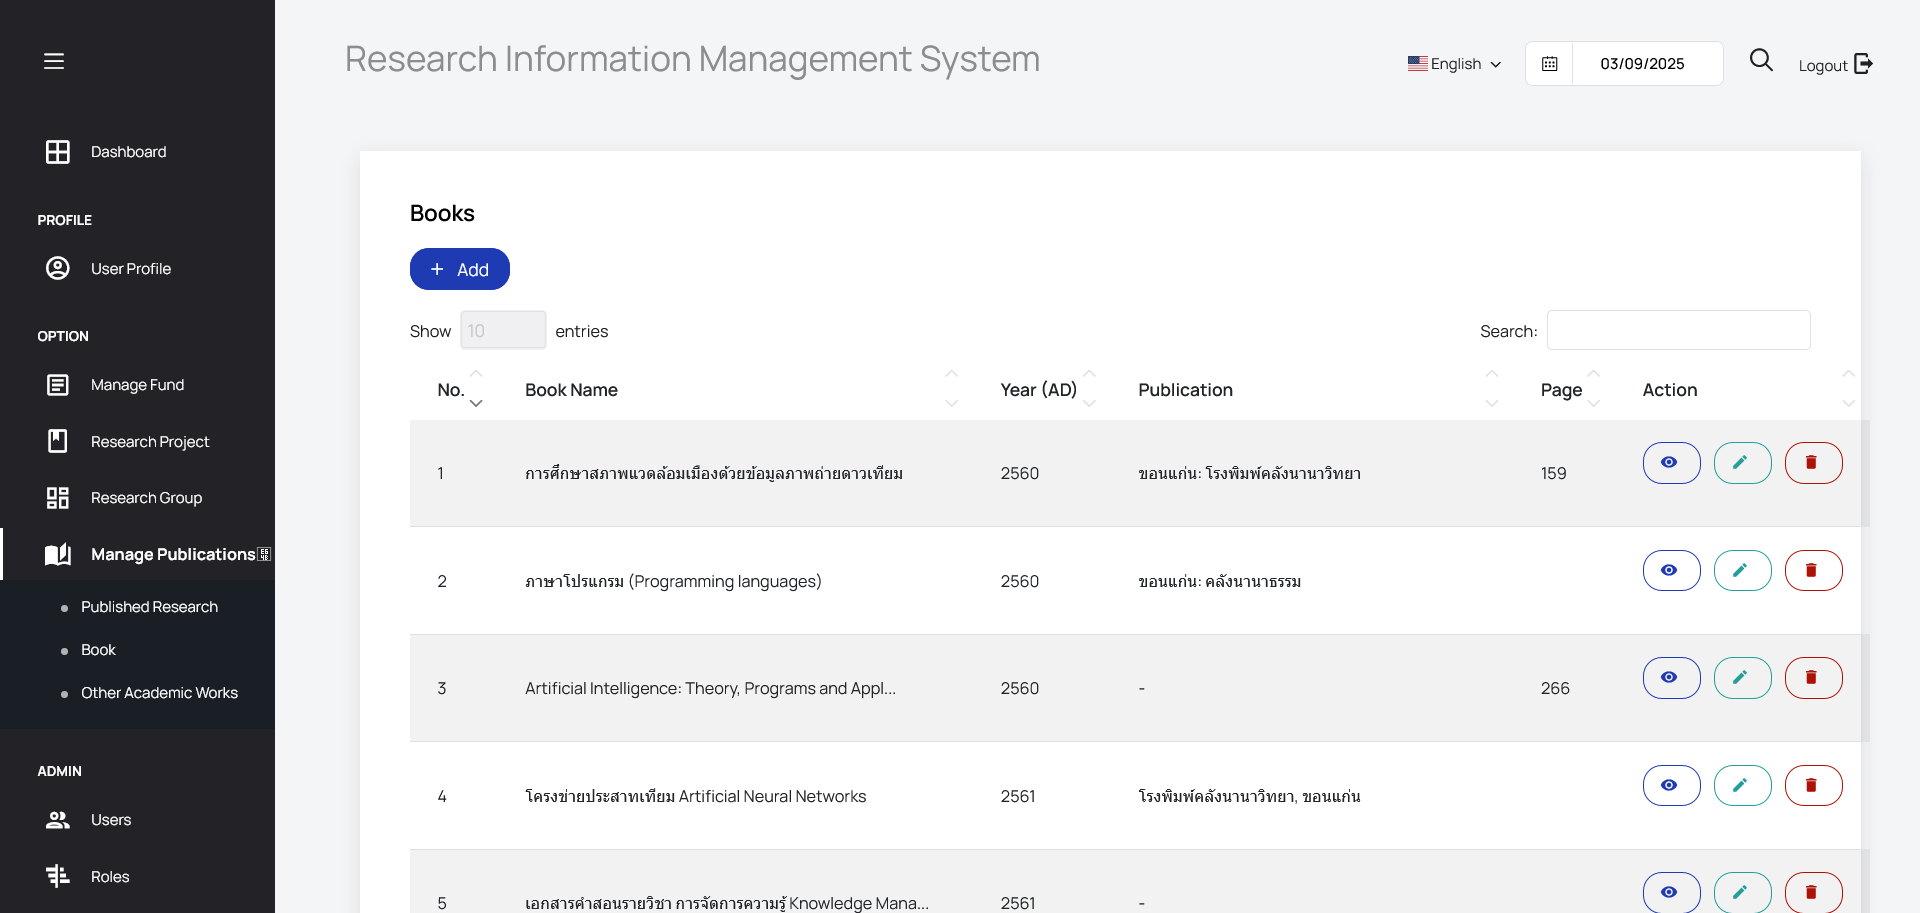 Research Information Management System
English
03/09/2025
Logout
Dashboard
PROFILE
User Profile
OPTION
Manage Fund
Research Project
Research Group
Manage Publications
Published Research
Book
Other Academic Works
ADMIN
Users
Roles
Books
+ Add
Show 10 entries
Search:
No. Book Name Year (AD) Publication Page Action
1 การศึกษาสภาพแวดล้อมเมืองด้วยข้อมูลภาพถ่ายดาวเทียม 2560 ขอนแก่น: โรงพิมพ์คลังนานาวิทยา 159
2 ภาษาโปรแกรม (Programming languages) 2560 ขอนแก่น: คลังนานาธรรม
3 Artificial Intelligence: Theory, Programs and Appl... 2560 - 266
4 โครงข่ายประสาทเทียม Artificial Neural Networks 2561 โรงพิมพ์คลังนานาวิทยา, ขอนแก่น
5 เอกสารคำสอนรายวิชา การจัดการความรู้ Knowledge Mana... 2561 -